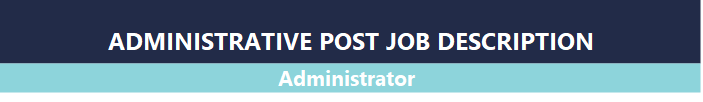 ADMINISTRATIVE POST JOB DESCRIPTION
Administrator